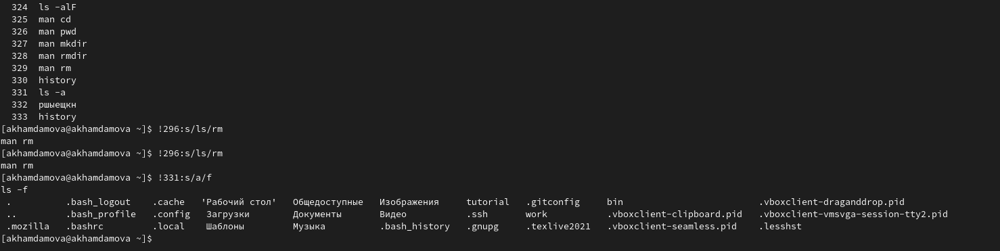 324  ls -alF
325  man cd
326  man pwd
327  man mkdir
328  man rmdir
329  man rm
330  history
331  ls -a
332  ршыещкн
333  history
[akhamdamova@akhamdamova ~]$ !296:s/ls/rm
man rm
[akhamdamova@akhamdamova ~]$ !296:s/ls/rm
man rm
[akhamdamova@akhamdamova ~]$ !331:s/a/f
ls -f
.  .bash_logout  .cache  'Рабочий стол'  Общедоступные  Изображения  tutorial  .gitconfig  bin  .vboxclient-draganddrop.pid
..  .bash_profile  .config  Загрузки  Документы  Видео  .ssh  work  .vboxclient-clipboard.pid  .vboxclient-vmsvga-session-tty2.pid
.mozilla  .bashrc  .local  Шаблоны  Музыка  .bash_history  .gnupg  .texlive2021  .vboxclient-seamless.pid  .lesshst
[akhamdamova@akhamdamova ~]$